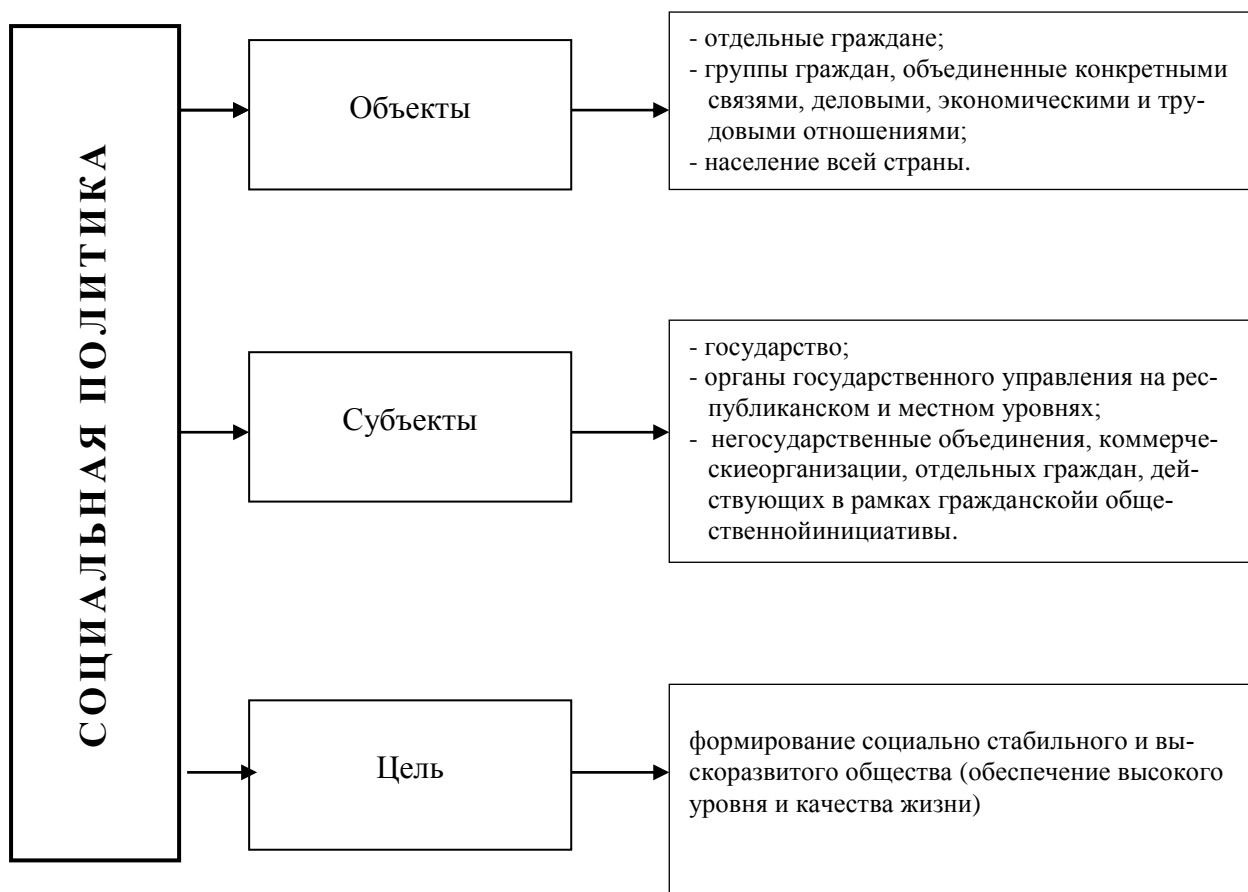 СОЦИАЛЬНАЯ ПОЛИТИКА
Объекты
- отдельные граждане;
- группы граждан, объединенные конкретными
связями, деловыми, экономическими и тру-
довыми отношениями;
- население всей страны.
Субъекты
- государство;
- органы государственного управления на рес-
публиканском и местном уровнях;
- негосударственные объединения, коммерче-
скиеорганизации, отдельных граждан, дей-
ствующих в рамках гражданскойи обще-
ственнойинициативы.
Цель
формирование социально стабильного и вы-
скоразвитого общества (обеспечение высокого
уровня и качества жизни)